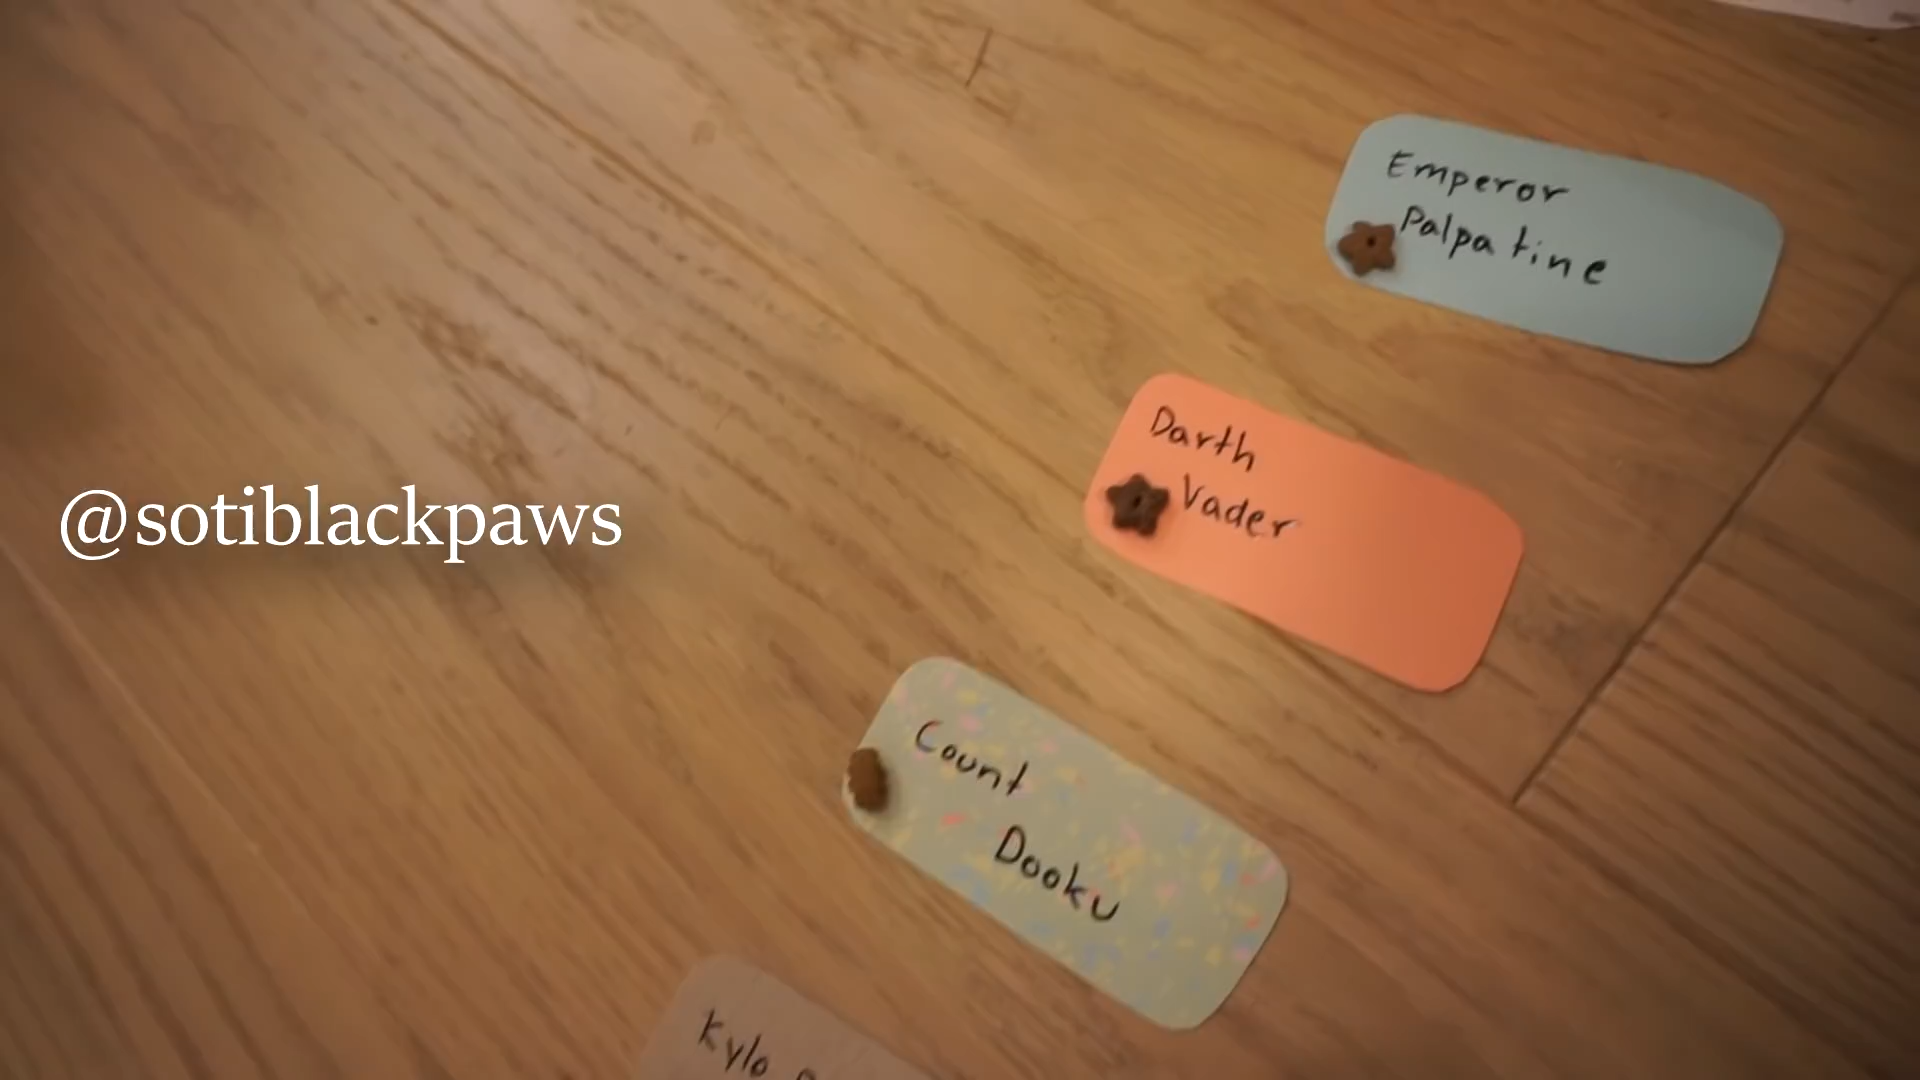 Emperor
Palpatine
Darth
Vader
@sotiblackpaws
Count
Dooku
Kylo